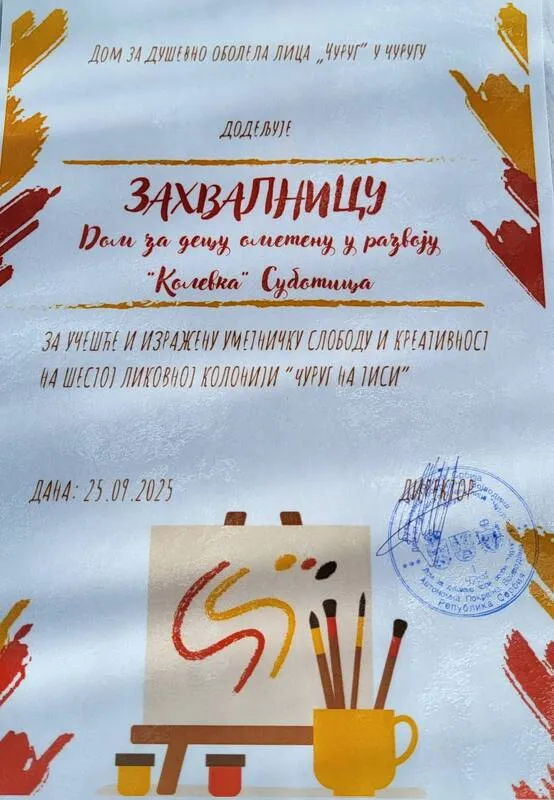 ДОМ ЗА ДУШЕВНО ОБОЛЕЛА ЛИЦА „ЧУРУГ" У ЧУРУГУ
ДОДЕЉУЈЕ
ЗАХВАЛНИЦУ
Дом за децу ометену у развоју
"Колевка" Суботица
ЗА УЧЕШЋЕ И ИЗРАЖЕНУ УМЕТНИЧКУ СЛОБОДУ И КРЕАТИВНОСТ
НА ШЕСТОЈ ЛИКОВНОЈ КОЛОНИЈИ "ЧУРУГ НА ТИСИ"
ДАНА: 25.09.2025
ДИРЕКТОР
Република Србија